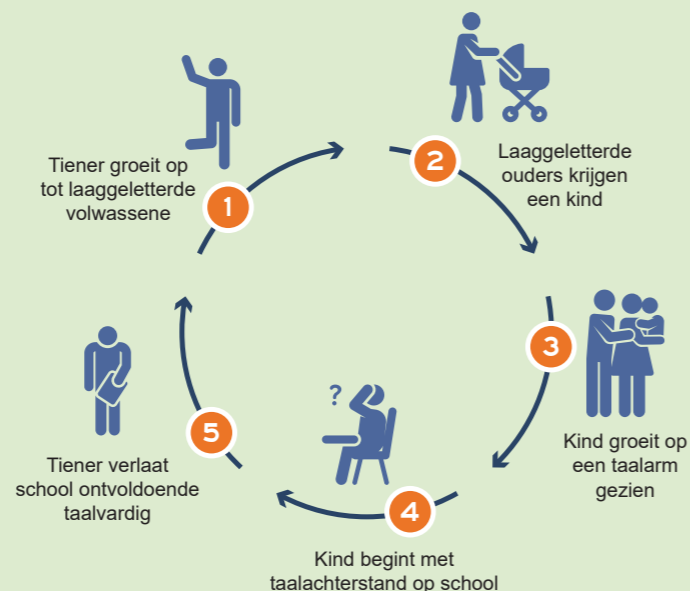 1
Tiener groeit op
tot laaggeletterde
volwassene
2
Laaggeletterde
ouders krijgen
een kind
3
Kind groeit op
een taalarm
gezien
?
4
Kind begint met
taalachterstand op school
5
Tiener verlaat
school ontvoldoende
taalvardig